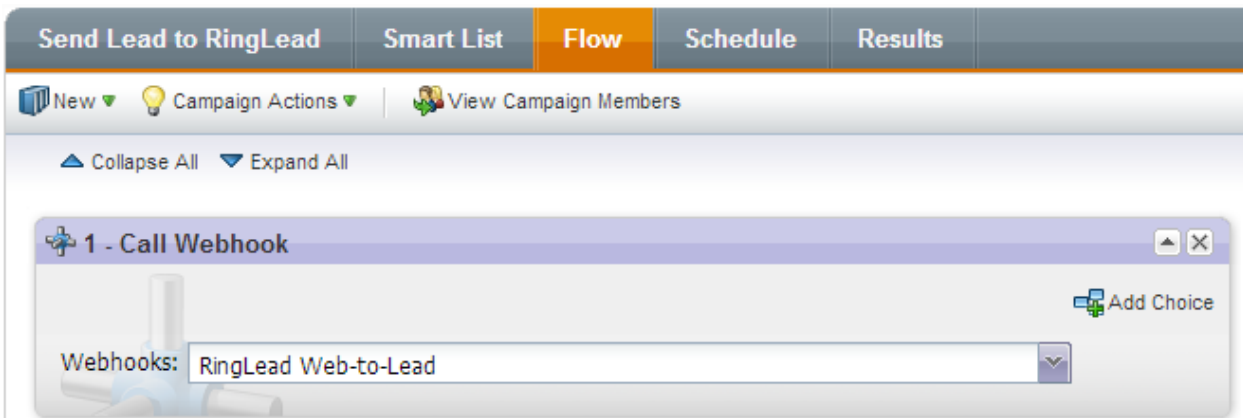 Send Lead to RingLead Smart List Flow Schedule Results
New Campaign Actions View Campaign Members
Collapse All Expand All
1 - Call Webhook
Add Choice
Webhooks: RingLead Web-to-Lead